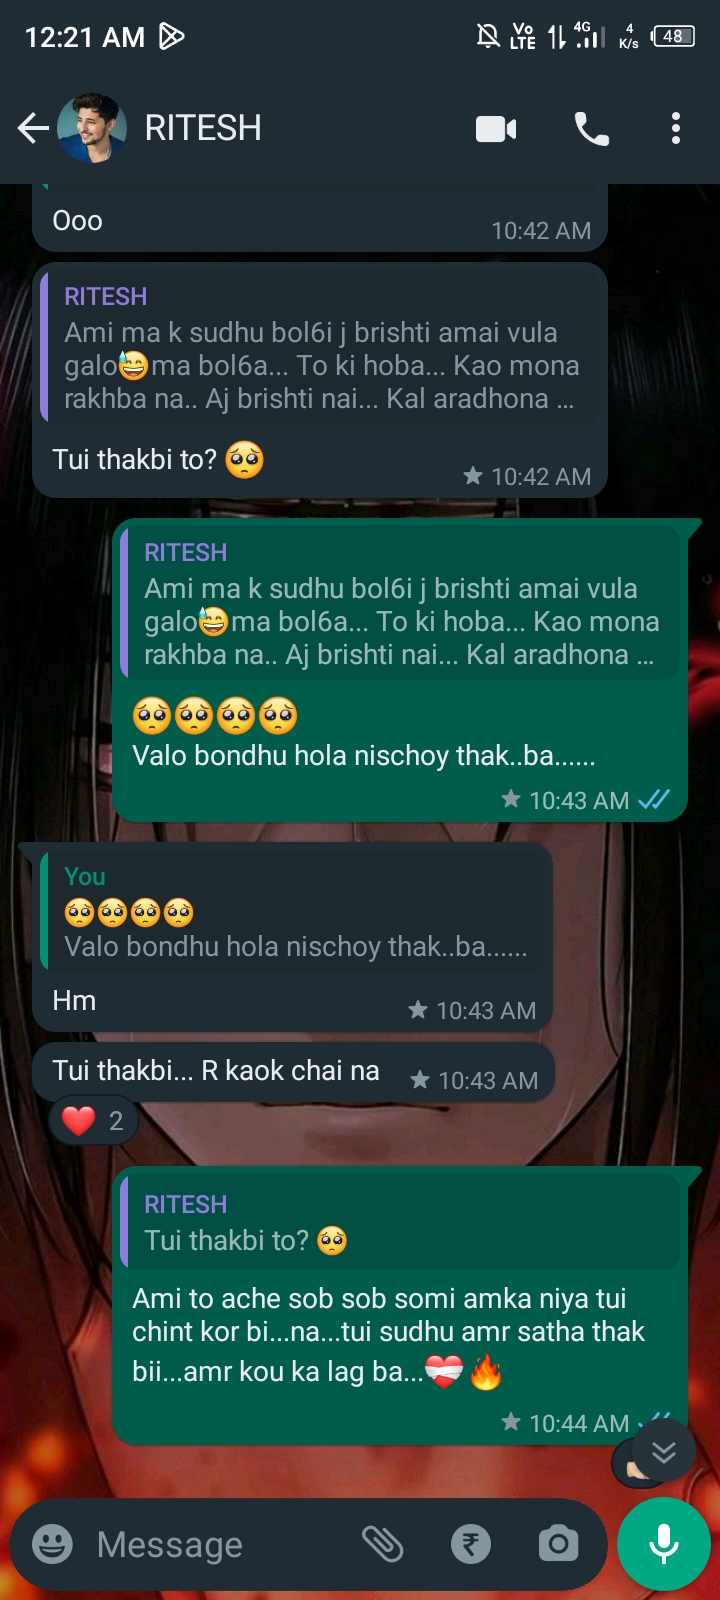 12:21 AM
Vo LTE 4G 4 K/s 48
RITESH
Ooo
10:42 AM
RITESH
Ami ma k sudhu bol6i j brishti amai vula
galo😅ma bol6a... To ki hoba... Kao mona
rakhba na.. Aj brishti nai... Kal aradhona ...
Tui thakbi to? 🥺
10:42 AM
RITESH
Ami ma k sudhu bol6i j brishti amai vula
galo😅ma bol6a... To ki hoba... Kao mona
rakhba na.. Aj brishti nai... Kal aradhona ...
🥺🥺🥺🥺
Valo bondhu hola nischoy thak..ba......
10:43 AM
You
🥺🥺🥺🥺
Valo bondhu hola nischoy thak..ba......
Hm
10:43 AM
Tui thakbi... R kaok chai na
10:43 AM
❤️ 2
RITESH
Tui thakbi to? 🥺
Ami to ache sob sob somi amka niya tui
chint kor bi...na...tui sudhu amr satha thak
bii...amr kou ka lag ba...❤️‍🩹🔥
10:44 AM
Message